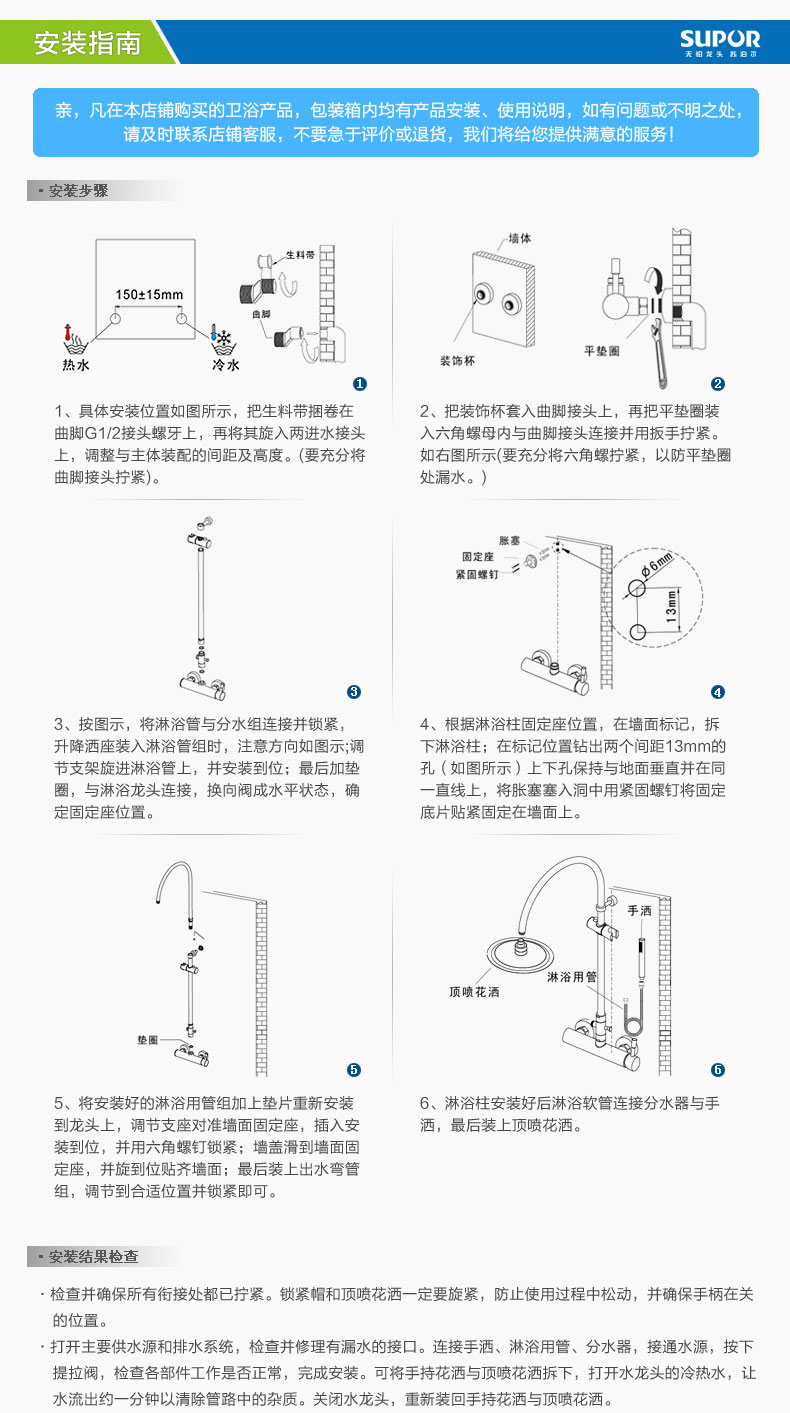 安装指南
SUPOR
无铅龙头 苏泊尔
亲，凡在本店铺购买的卫浴产品，包装箱内均有产品安装、使用说明，如有问题或不明之处，
请及时联系店铺客服，不要急于评价或退货，我们将给您提供满意的服务！
· 安装步骤
150±15mm
热水
冷水
生料带
曲脚
1
墙体
装饰杯
平垫圈
2
1、具体安装位置如图所示，把生料带捆卷在
曲脚G1/2接头螺牙上，再将其旋入两进水接头
上，调整与主体装配的间距及高度。(要充分将
曲脚接头拧紧)。
2、把装饰杯套入曲脚接头上，再把平垫圈装
入六角螺母内与曲脚接头连接并用扳手拧紧。
如右图所示(要充分将六角螺拧紧，以防平垫圈
处漏水。)
3
胀塞
固定座
紧固螺钉
ϕ6mm
13mm
4
3、按图示，将淋浴管与分水组连接并锁紧，
升降洒座装入淋浴管组时，注意方向如图示;调
节支架旋进淋浴管上，并安装到位；最后加垫
圈，与淋浴龙头连接，换向阀成水平状态，确
定固定座位置。
4、根据淋浴柱固定座位置，在墙面标记，拆
下淋浴柱；在标记位置钻出两个间距13mm的
孔（如图所示）上下孔保持与地面垂直并在同
一直线上，将胀塞塞入洞中用紧固螺钉将固定
底片贴紧固定在墙面上。
垫圈
5
手洒
淋浴用管
顶喷花洒
6
5、将安装好的淋浴用管组加上垫片重新安装
到龙头上，调节支座对准墙面固定座，插入安
装到位，并用六角螺钉锁紧；墙盖滑到墙面固
定座，并旋到位贴齐墙面；最后装上出水弯管
组，调节到合适位置并锁紧即可。
6、淋浴柱安装好后淋浴软管连接分水器与手
洒，最后装上顶喷花洒。
· 安装结果检查
· 检查并确保所有衔接处都已拧紧。锁紧帽和顶喷花洒一定要旋紧，防止使用过程中松动，并确保手柄在关
的位置。
· 打开主要供水源和排水系统，检查并修理有漏水的接口。连接手洒、淋浴用管、分水器，接通水源，按下
提拉阀，检查各部件工作是否正常，完成安装。可将手持花洒与顶喷花洒拆下，打开水龙头的冷热水，让
水流出约一分钟以清除管路中的杂质。关闭水龙头，重新装回手持花洒与顶喷花洒。